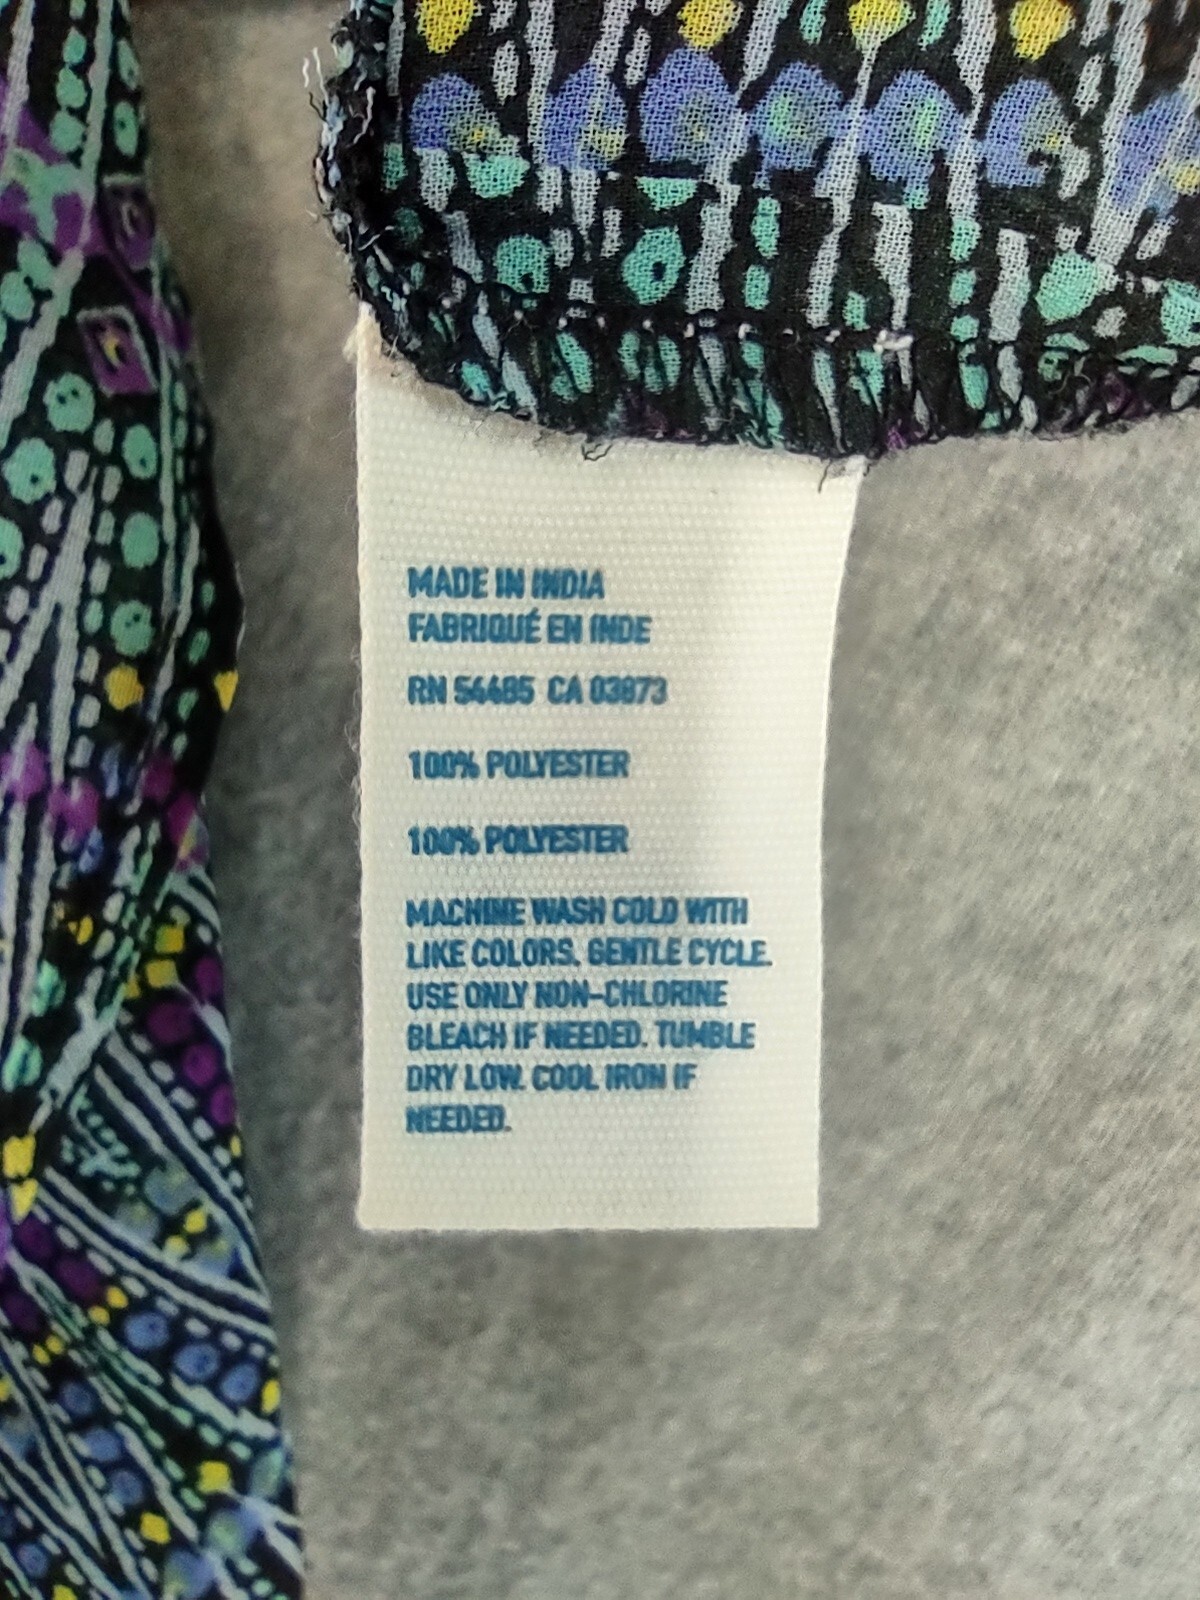 MADE IN INDIA
FABRIQUÉ EN INDE
RN 54485 CA 03873
100% POLYESTER
100% POLYESTER
MACHINE WASH COLD WITH
LIKE COLORS. GENTLE CYCLE.
USE ONLY NON-CHLORINE
BLEACH IF NEEDED. TUMBLE
DRY LOW. COOL IRON IF
NEEDED.